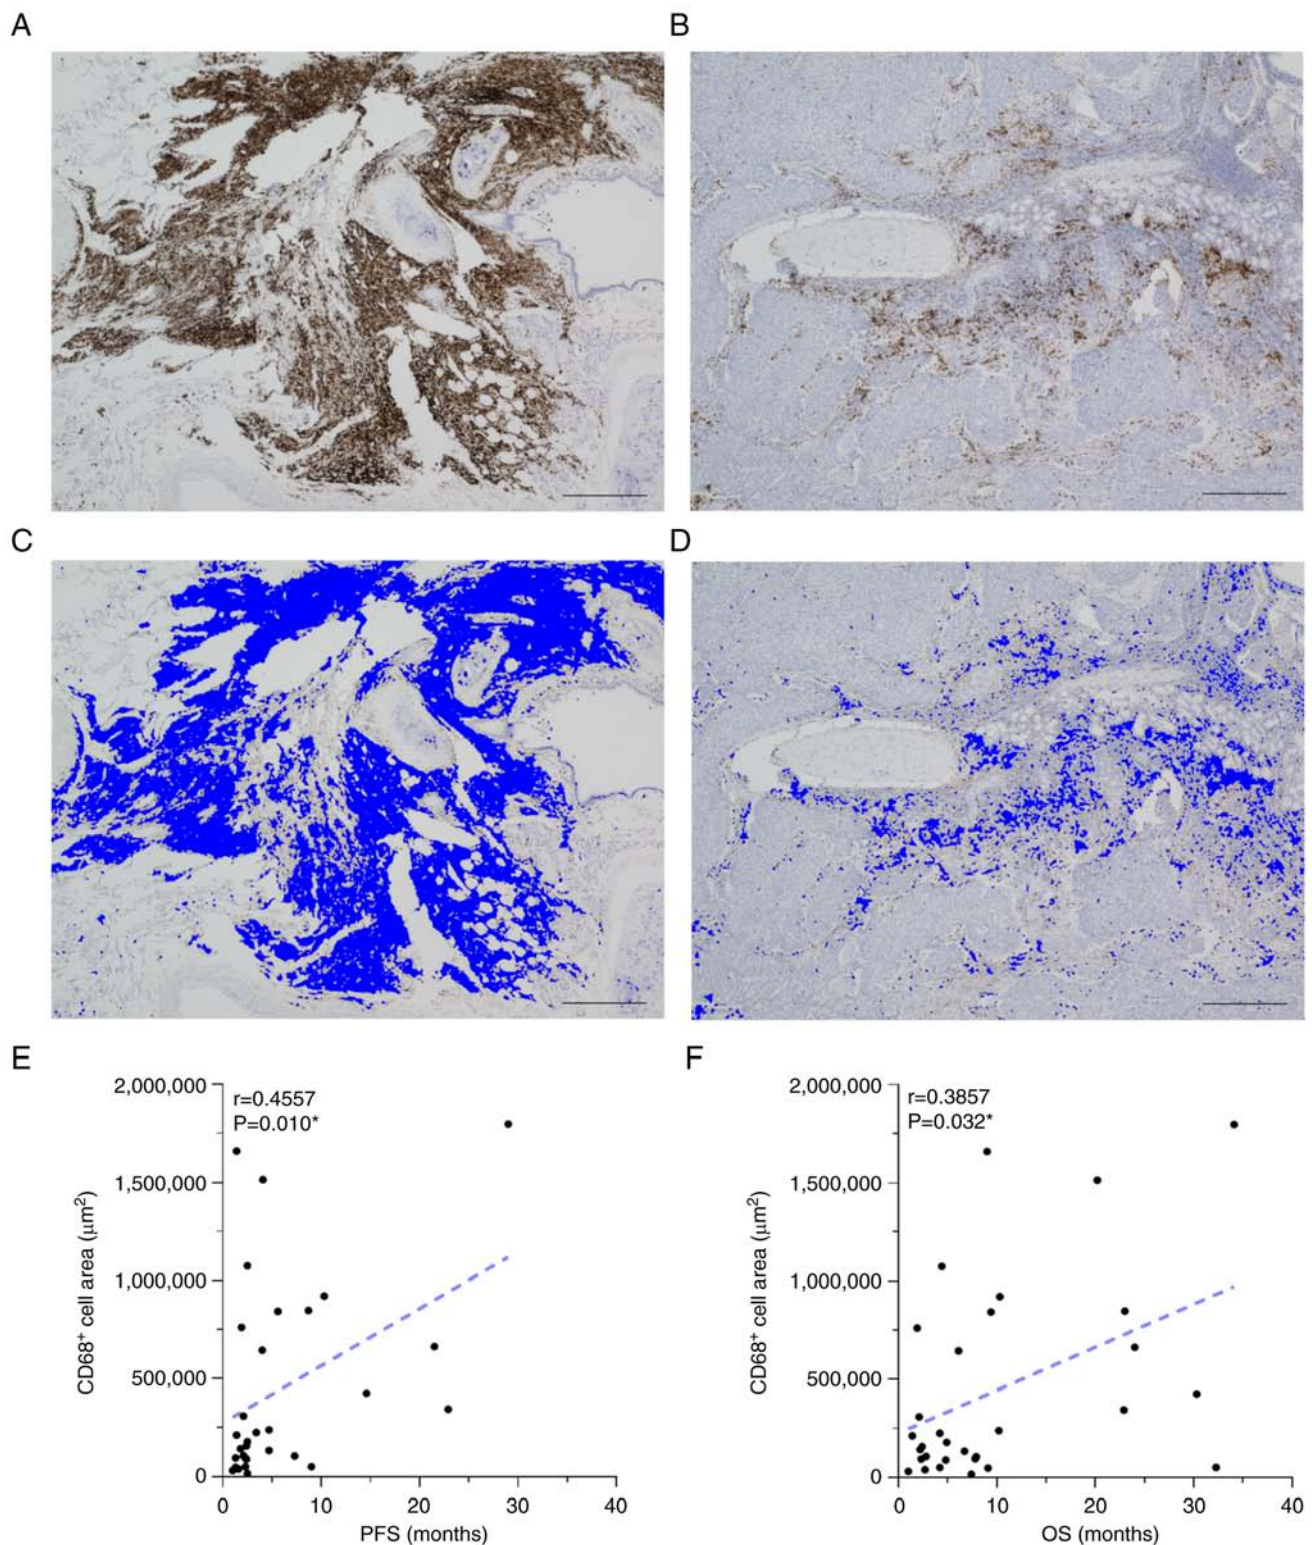 A
B
C
D
E
2,000,000
1,500,000
1,000,000
500,000
0
r=0.4557
P=0.010*
CD68⁺ cell area (μm²)
0
10
20
30
40
PFS (months)
F
2,000,000
1,500,000
1,000,000
500,000
0
r=0.3857
P=0.032*
CD68⁺ cell area (μm²)
0
10
20
30
40
OS (months)